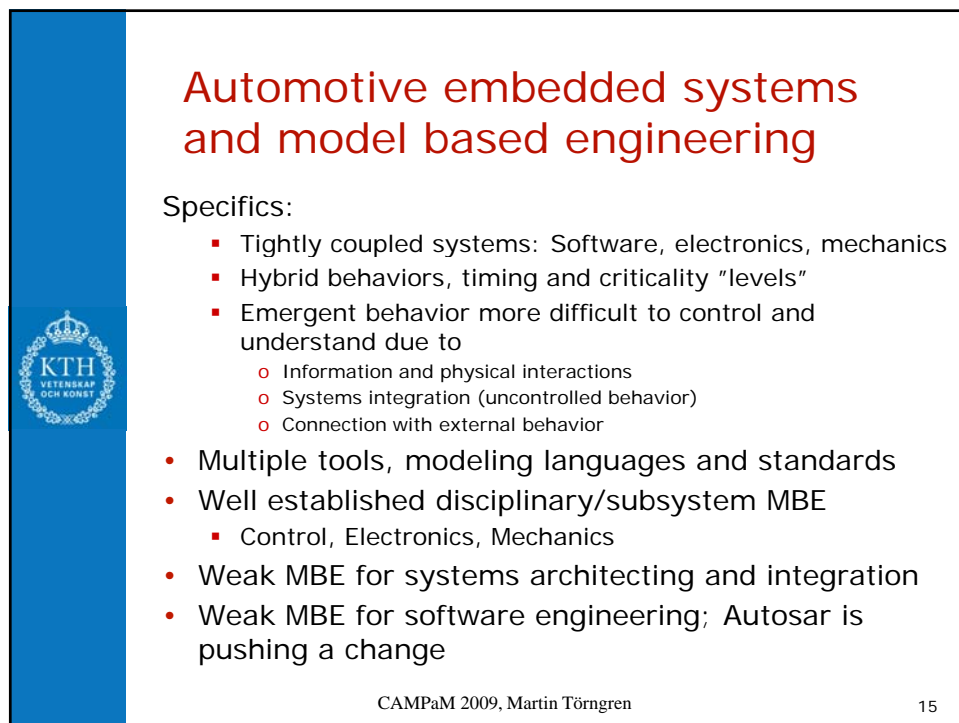 Automotive embedded systems
and model based engineering
Specifics:
▪ Tightly coupled systems: Software, electronics, mechanics
▪ Hybrid behaviors, timing and criticality ”levels”
▪ Emergent behavior more difficult to control and
understand due to
o Information and physical interactions
o Systems integration (uncontrolled behavior)
o Connection with external behavior
• Multiple tools, modeling languages and standards
• Well established disciplinary/subsystem MBE
▪ Control, Electronics, Mechanics
• Weak MBE for systems architecting and integration
• Weak MBE for software engineering; Autosar is
pushing a change
KTH
VETENSKAP
OCH KONST
CAMPaM 2009, Martin Törngren
15